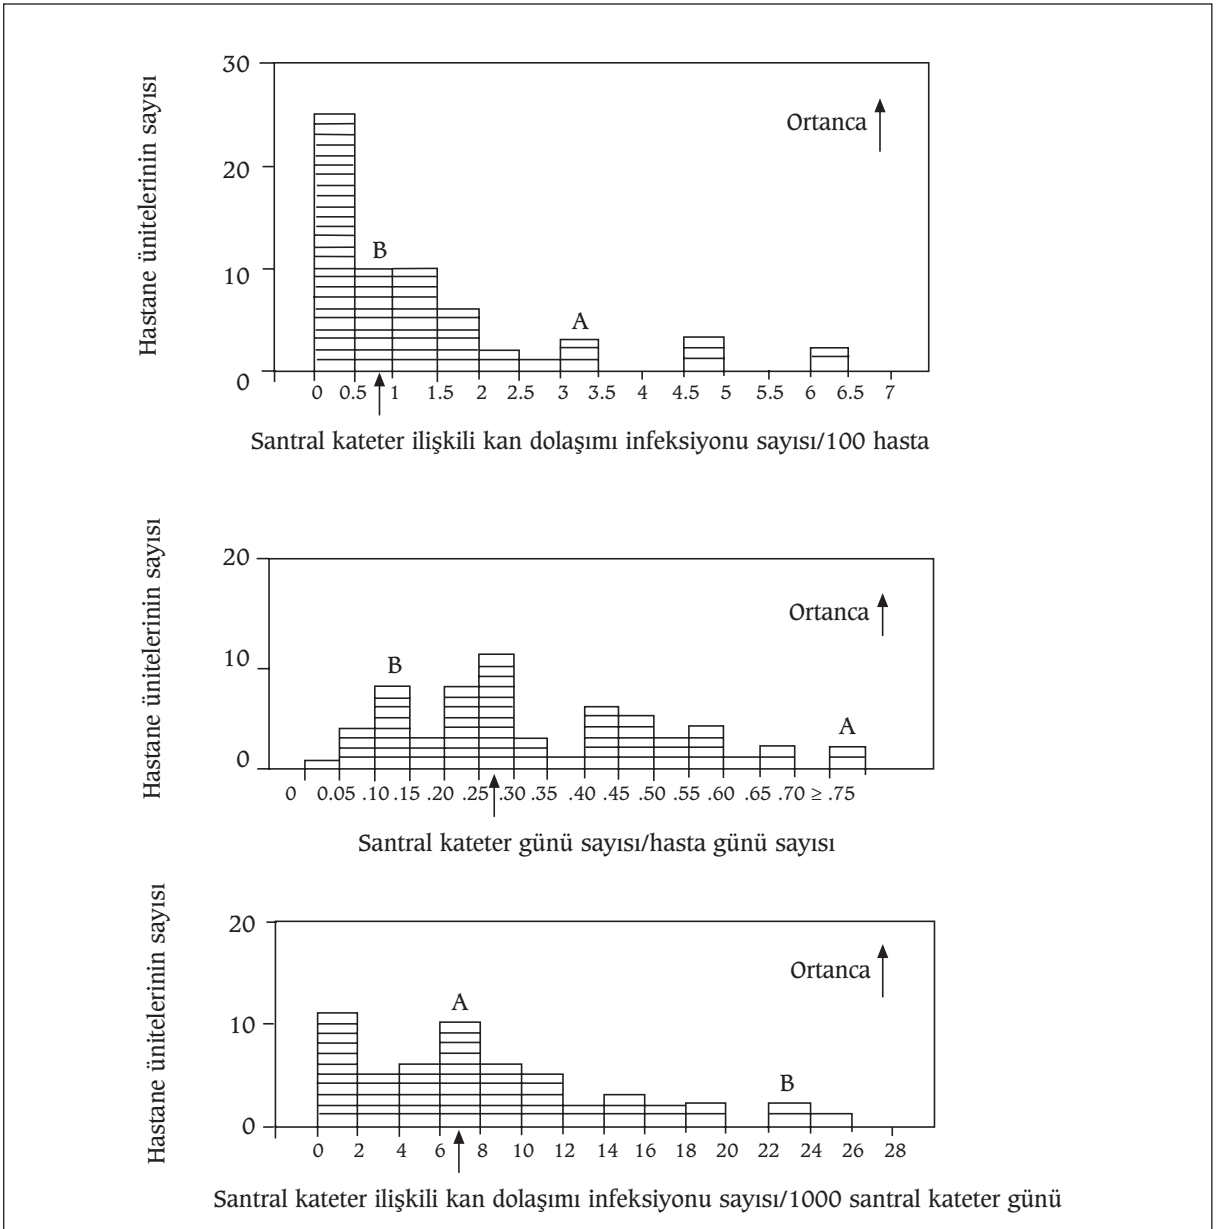 Hastane ünitelerinin sayısı
30
20
10
0
B
A
Ortanca
0 0.5 1 1.5 2 2.5 3 3.5 4 4.5 5 5.5 6 6.5 7
Santral kateter ilişkili kan dolaşımı infeksiyonu sayısı/100 hasta
Hastane ünitelerinin sayısı
20
10
0
B
A
Ortanca
0 0.05 .10 .15 .20 .25 .30 .35 .40 .45 .50 .55 .60 .65 .70 ≥ .75
Santral kateter günü sayısı/hasta günü sayısı
Hastane ünitelerinin sayısı
20
10
0
A
B
Ortanca
0 2 4 6 8 10 12 14 16 18 20 22 24 26 28
Santral kateter ilişkili kan dolaşımı infeksiyonu sayısı/1000 santral kateter günü